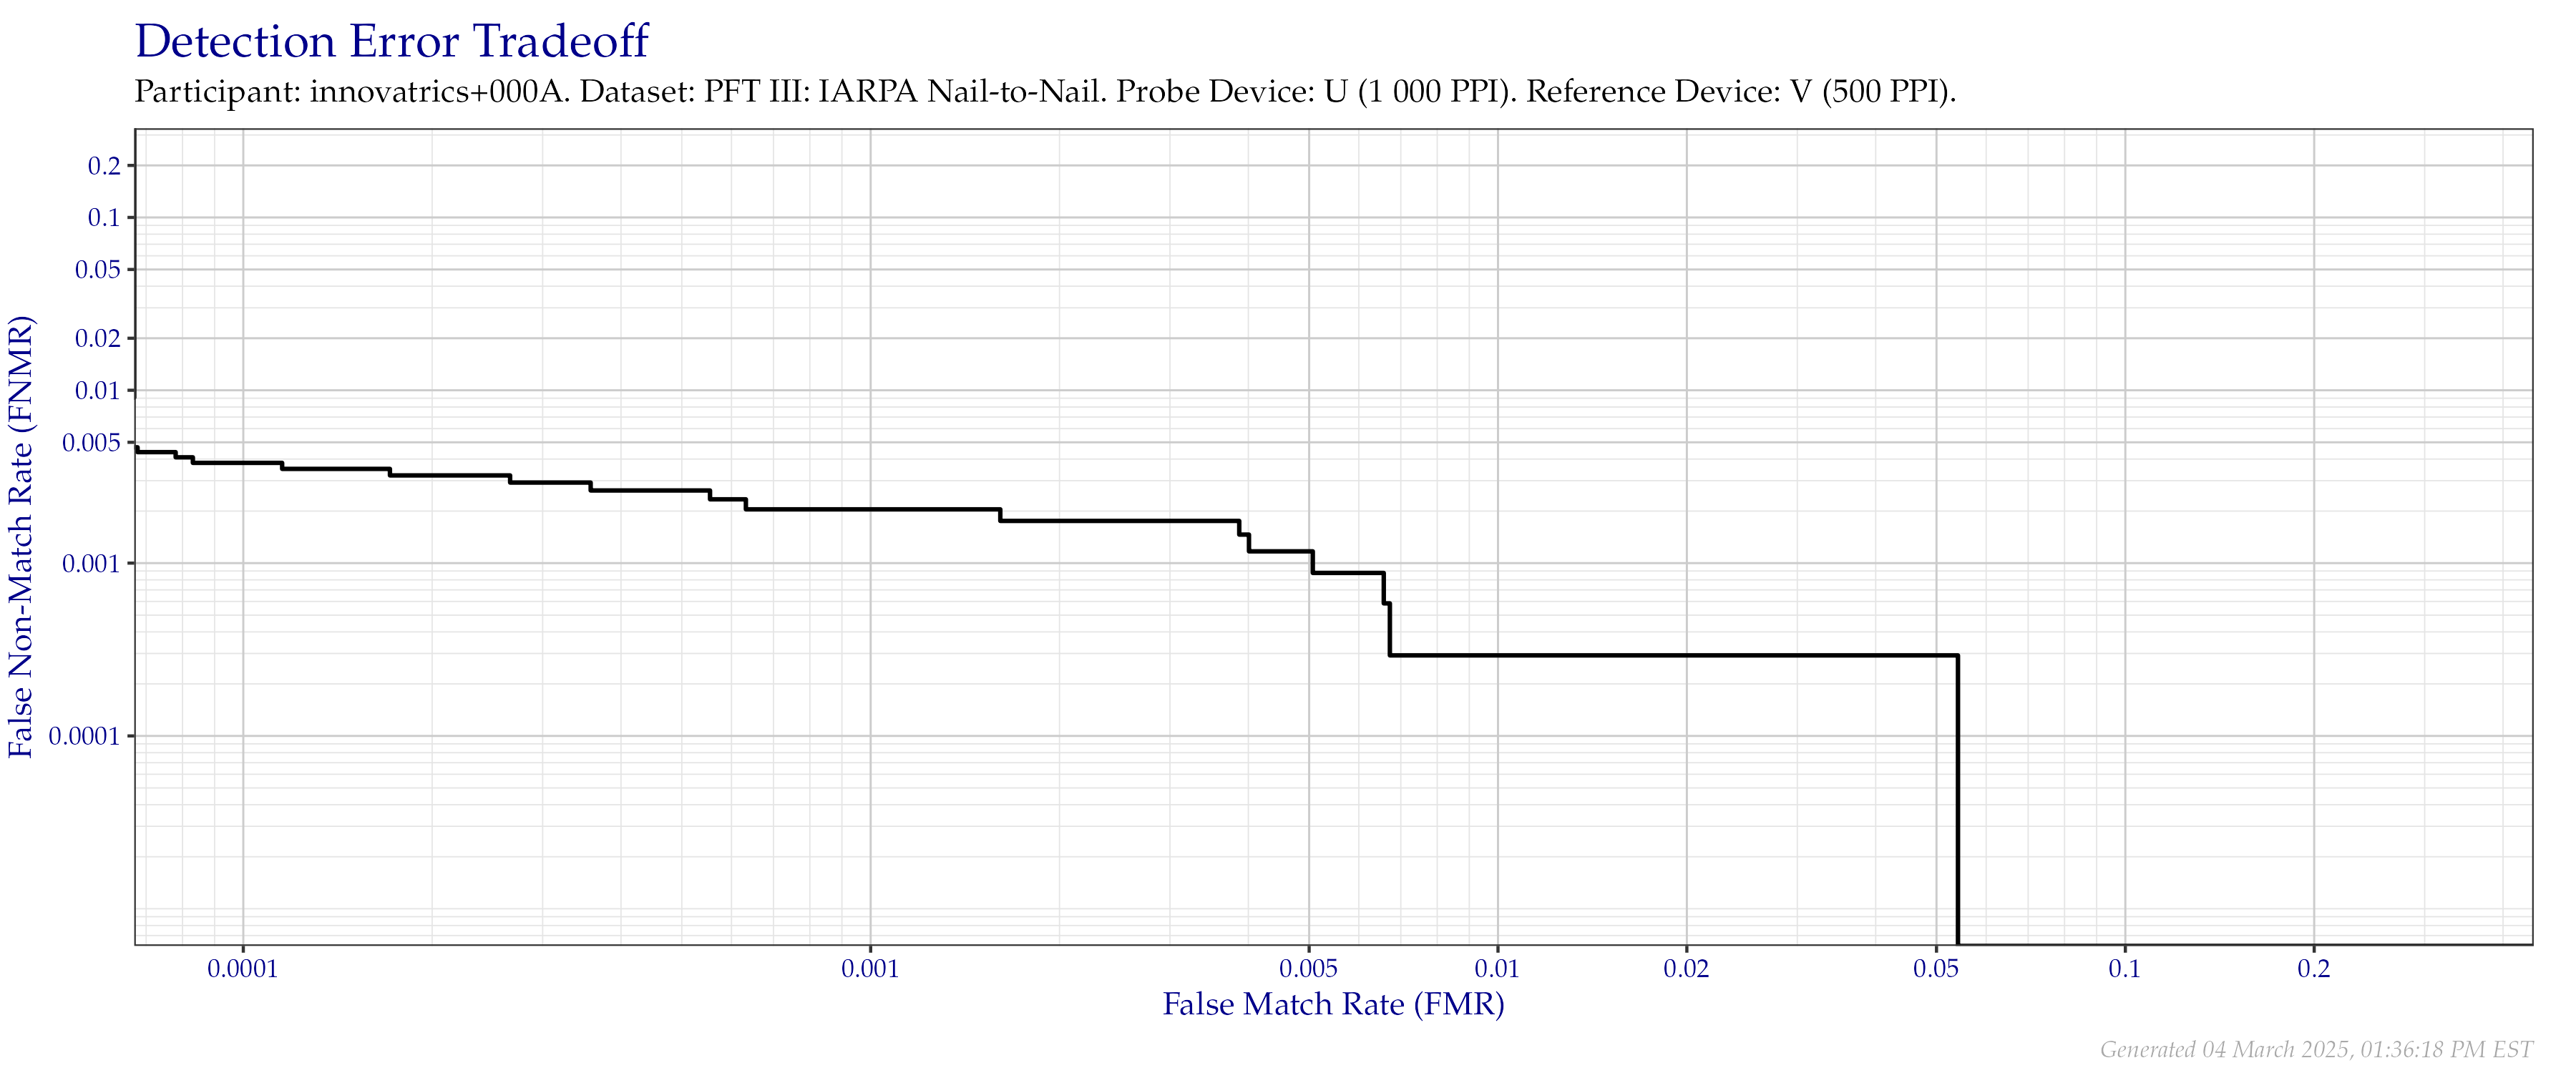 Detection Error Tradeoff
Participant: innovatrics+000A. Dataset: PFT III: IARPA Nail-to-Nail. Probe Device: U (1 000 PPI). Reference Device: V (500 PPI).
False Non-Match Rate (FNMR)
0.2
0.1
0.05
0.02
0.01
0.005
0.001
0.0001
0.0001 0.001 0.005 0.01 0.02 0.05 0.1 0.2
False Match Rate (FMR)
Generated 04 March 2025, 01:36:18 PM EST